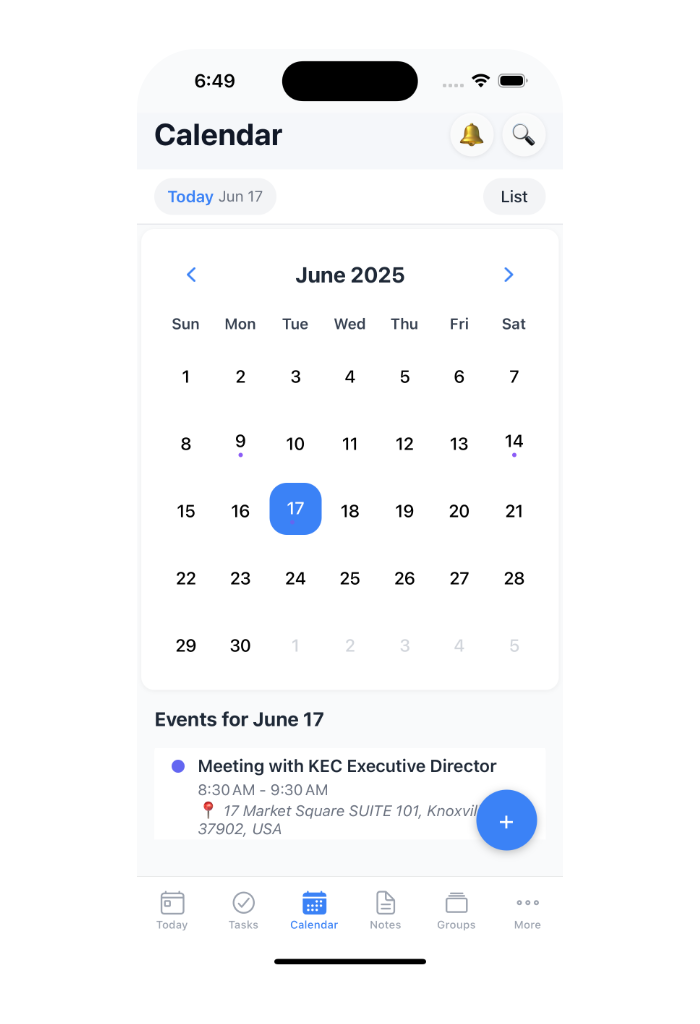 6:49
Calendar
Today Jun 17
List
June 2025
Sun Mon Tue Wed Thu Fri Sat
1 2 3 4 5 6 7
8 9 10 11 12 13 14
15 16 17 18 19 20 21
22 23 24 25 26 27 28
29 30 1 2 3 4 5
Events for June 17
Meeting with KEC Executive Director
8:30 AM - 9:30 AM
17 Market Square SUITE 101,
37902, USA
+
Today Tasks Calendar Notes Groups More